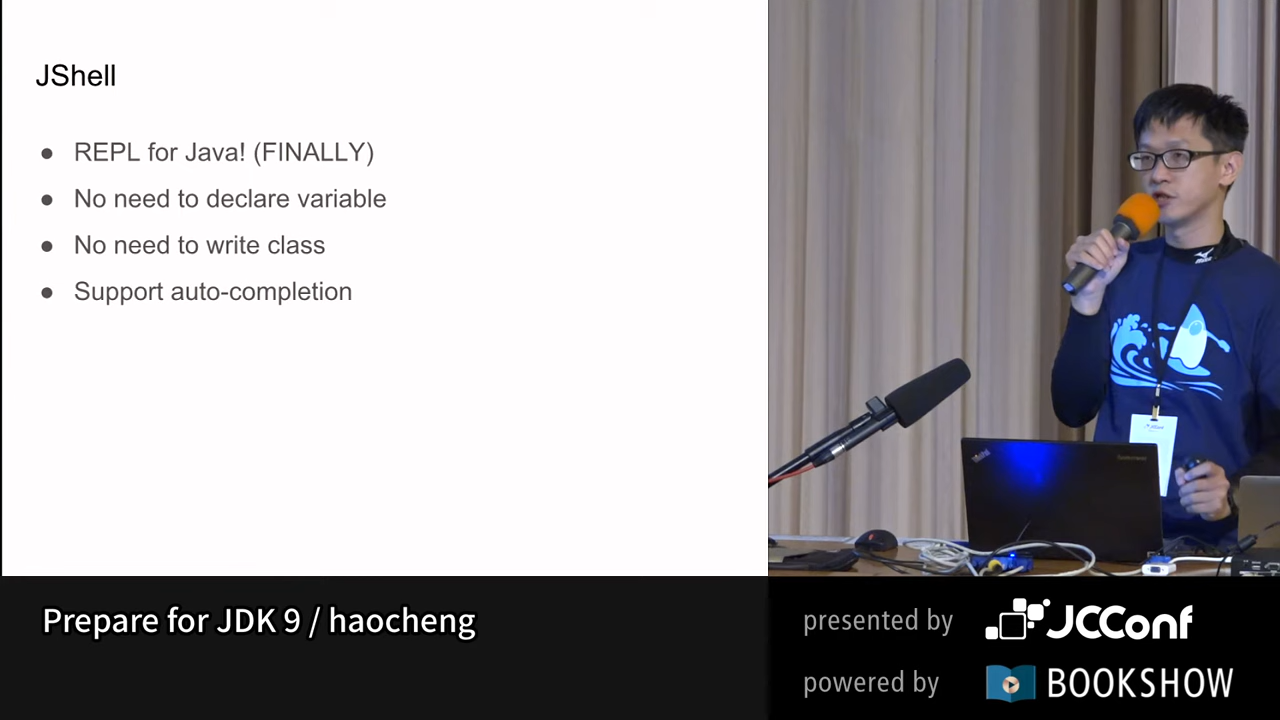 JShell
● REPL for Java! (FINALLY)
● No need to declare variable
● No need to write class
● Support auto-completion
Prepare for JDK 9 / haocheng
presented by JCConf
powered by BOOKSHOW